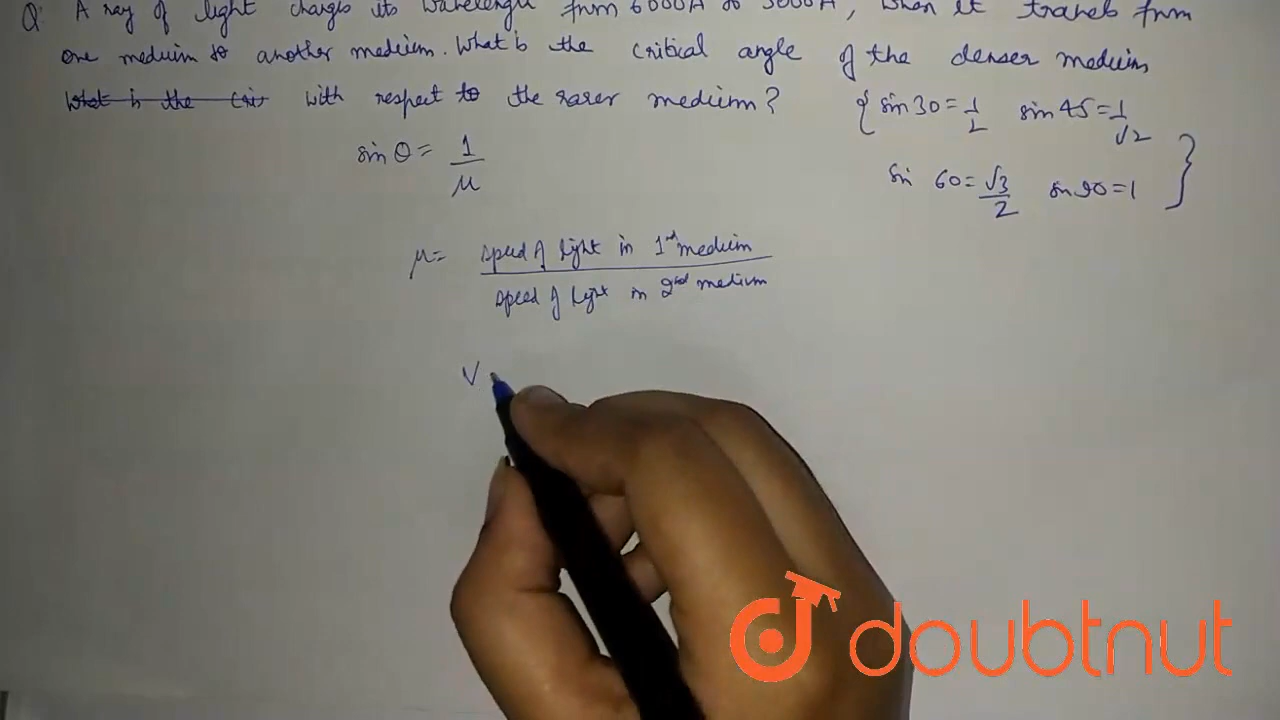 Q A ray of light changes its wavelength from 6000Å to 3000Å, when it travels from
one medium to another medium. What is the critical angle of the denser medium
What is the Cri with respect to the rarer medium?
{ sin 30 = 1/2 sin 45 = 1/√2
sin 60 = √3/2 sin 90 = 1 }
sin θ = 1/μ
μ = speed of light in 1st medium
speed of light in 2nd medium
V
doubtnut